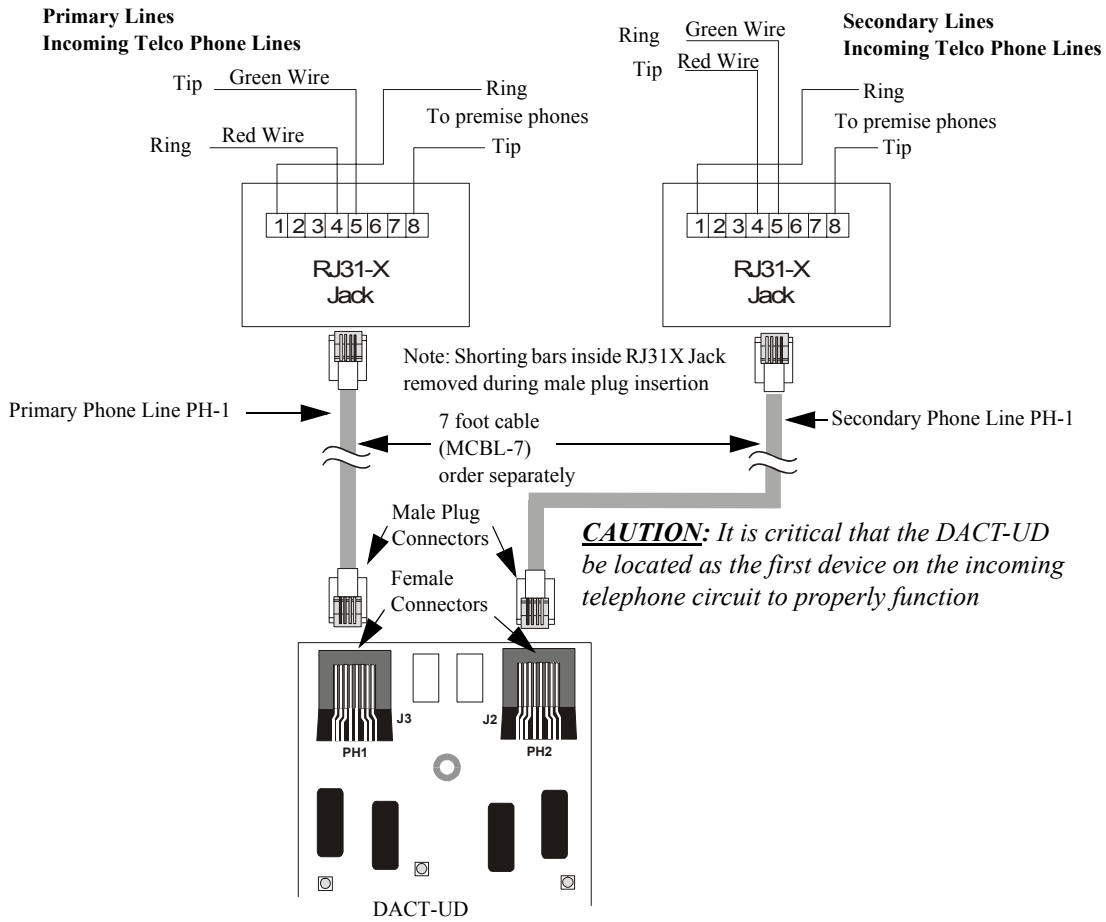 Primary Lines
Incoming Telco Phone Lines
Tip
Green Wire
Ring
Red Wire
Ring
To premise phones
Tip
1 2 3 4 5 6 7 8
RJ31-X
Jack
Secondary Lines
Incoming Telco Phone Lines
Ring
Green Wire
Tip
Red Wire
Ring
To premise phones
Tip
1 2 3 4 5 6 7 8
RJ31-X
Jack
Note: Shorting bars inside RJ31X Jack
removed during male plug insertion
Primary Phone Line PH-1
Secondary Phone Line PH-1
7 foot cable
(MCBL-7)
order separately
Male Plug
Connectors
Female
Connectors
CAUTION: It is critical that the DACT-UD
be located as the first device on the incoming
telephone circuit to properly function
J3
J2
PH1
PH2
DACT-UD